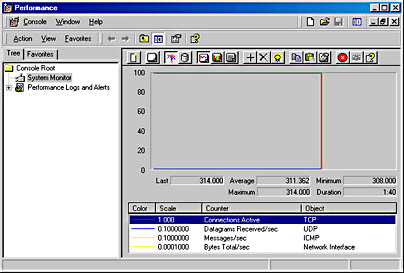 Performance
Console Window Help
Action View Favorites
Tree Favorites
Console Root
System Monitor
Performance Logs and Alerts
100
80
60
40
20
0
Last 314.000 Average 311.362 Minimum 308.000
Maximum 314.000 Duration 1:40
Color Scale Counter Object
1.000 Connections Active TCP
0.1000000 Datagrams Received/sec UDP
0.1000000 Messages/sec ICMP
0.0001000 Bytes Total/sec Network Interface